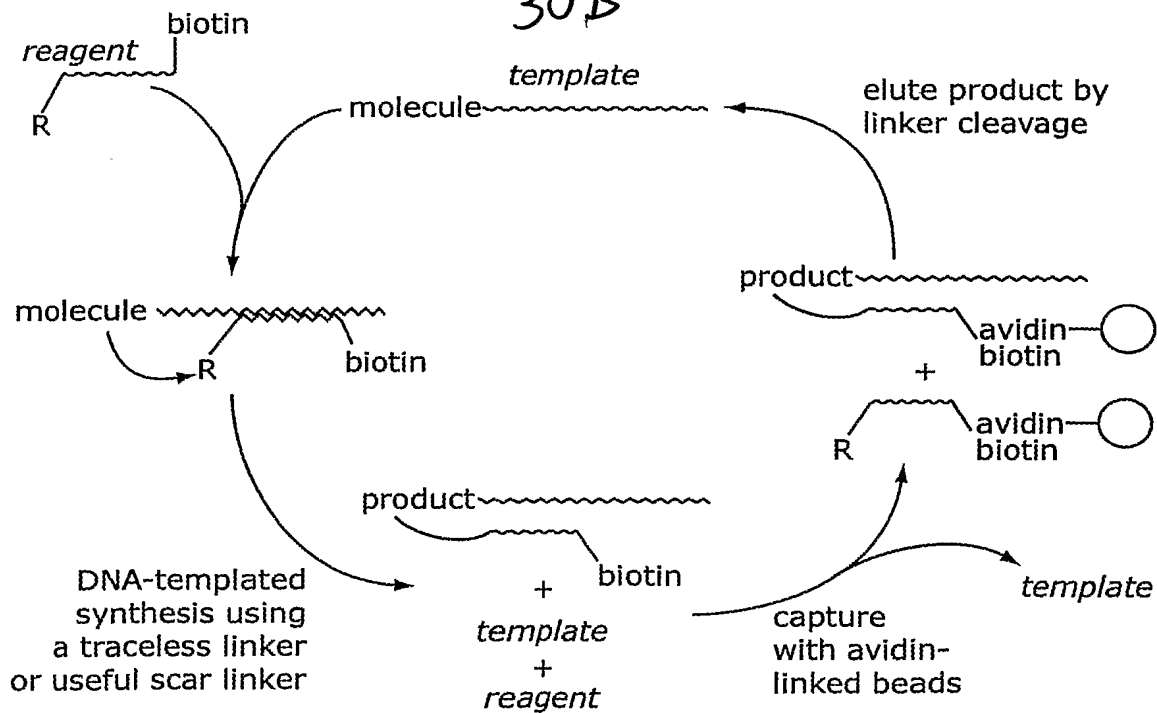 30B
biotin
reagent
R
template
molecule
elute product by
linker cleavage
molecule
R
biotin
product
avidin
biotin
+
R
avidin
biotin
product
biotin
+
template
+
reagent
DNA-templated
synthesis using
a traceless linker
or useful scar linker
capture
with avidin-
linked beads
template